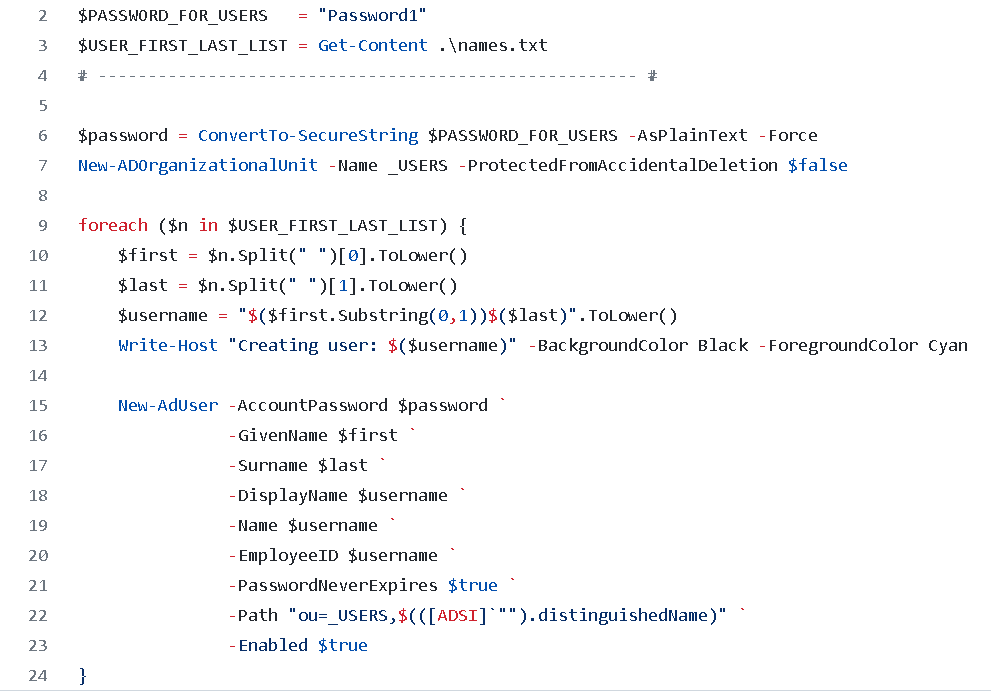 2 $PASSWORD_FOR_USERS   = "Password1"
3 $USER_FIRST_LAST_LIST = Get-Content .\names.txt
4 # ------------------------------------------------------ #
5
6 $password = ConvertTo-SecureString $PASSWORD_FOR_USERS -AsPlainText -Force
7 New-ADOrganizationalUnit -Name _USERS -ProtectedFromAccidentalDeletion $false
8
9 foreach ($n in $USER_FIRST_LAST_LIST) {
10     $first = $n.Split(" ")[0].ToLower()
11     $last = $n.Split(" ")[1].ToLower()
12     $username = "$($first.Substring(0,1))$($last)".ToLower()
13     Write-Host "Creating user: $($username)" -BackgroundColor Black -ForegroundColor Cyan
14
15     New-AdUser -AccountPassword $password `
16                -GivenName $first `
17                -Surname $last `
18                -DisplayName $username `
19                -Name $username `
20                -EmployeeID $username `
21                -PasswordNeverExpires $true `
22                -Path "ou=_USERS,$(([ADSI]`"").distinguishedName)" `
23                -Enabled $true
24 }